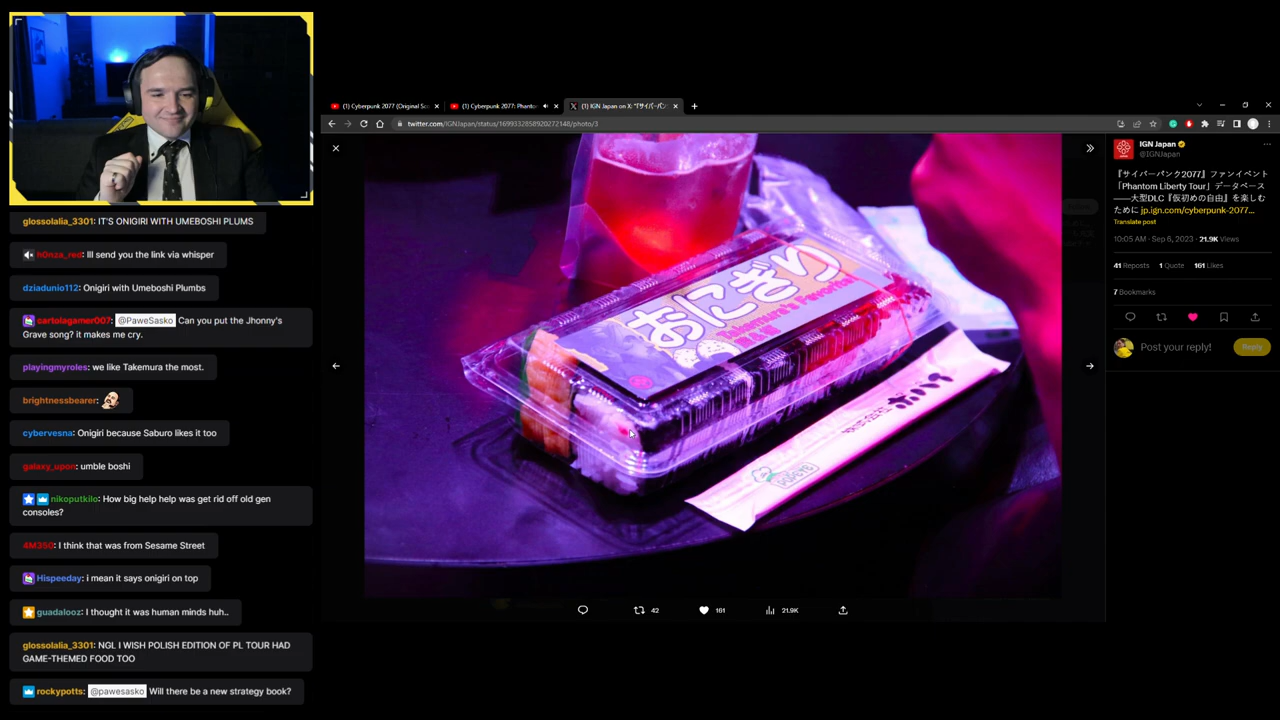 glossolalia_3301: IT'S ONIGIRI WITH UMEBOSHI PLUMS
h0nza_red: Ill send you the link via whisper
dziadunio112: Onigiri with Umeboshi Plumbs
cartolagamer007: @PaweSasko Can you put the Jhonny's
Grave song? it makes me cry.
playingmyroles: we like Takemura the most.
brightnessbearer:
cybervesna: Onigiri because Saburo likes it too
galaxy_upon: umble boshi
nikoputkilo: How big help help was get rid off old gen
consoles?
4M350: I think that was from Sesame Street
Hispeeday: i mean it says onigiri on top
guadalooz: I thought it was human minds huh..
glossolalia_3301: NGL I WISH POLISH EDITION OF PL TOUR HAD
GAME-THEMED FOOD TOO
rockypotts: @pawesasko Will there be a new strategy book?
(1) Cyberpunk 2077 (Original Sco
(1) Cyberpunk 2077: Phantom
(1) IGN Japan on X: "『サイバーパン
twitter.com/IGNJapan/status/1699332858920272148/photo/3
おにぎり
POPEYE
42
161
21.9K
IGN Japan
@IGNJapan
『サイバーパンク2077』ファンイベント
「Phantom Liberty Tour」データベース
――大型DLC『仮初めの自由』を楽しむ
ために jp.ign.com/cyberpunk-2077…
Translate post
10:05 AM · Sep 6, 2023 · 21.9K Views
41 Reposts 1 Quote 161 Likes
7 Bookmarks
Post your reply!
Reply